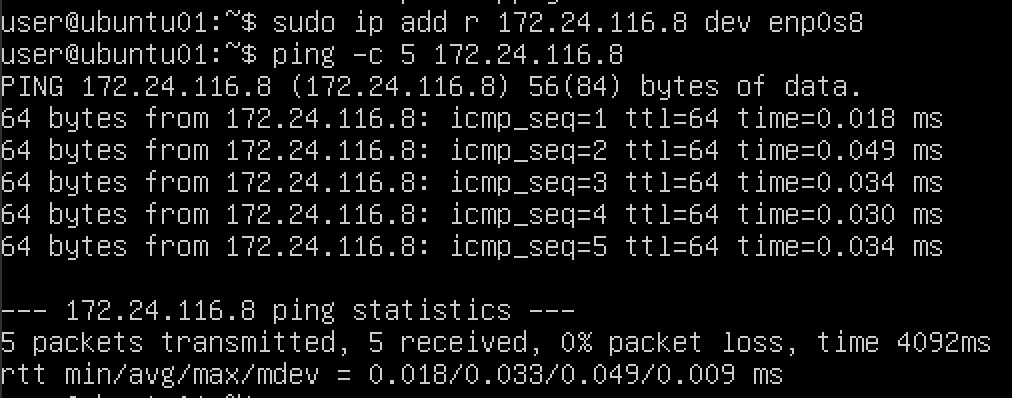 user@ubuntu01:~$ sudo ip add r 172.24.116.8 dev enp0s8
user@ubuntu01:~$ ping -c 5 172.24.116.8
PING 172.24.116.8 (172.24.116.8) 56(84) bytes of data.
64 bytes from 172.24.116.8: icmp_seq=1 ttl=64 time=0.018 ms
64 bytes from 172.24.116.8: icmp_seq=2 ttl=64 time=0.049 ms
64 bytes from 172.24.116.8: icmp_seq=3 ttl=64 time=0.034 ms
64 bytes from 172.24.116.8: icmp_seq=4 ttl=64 time=0.030 ms
64 bytes from 172.24.116.8: icmp_seq=5 ttl=64 time=0.034 ms
--- 172.24.116.8 ping statistics ---
5 packets transmitted, 5 received, 0% packet loss, time 4092ms
rtt min/avg/max/mdev = 0.018/0.033/0.049/0.009 ms